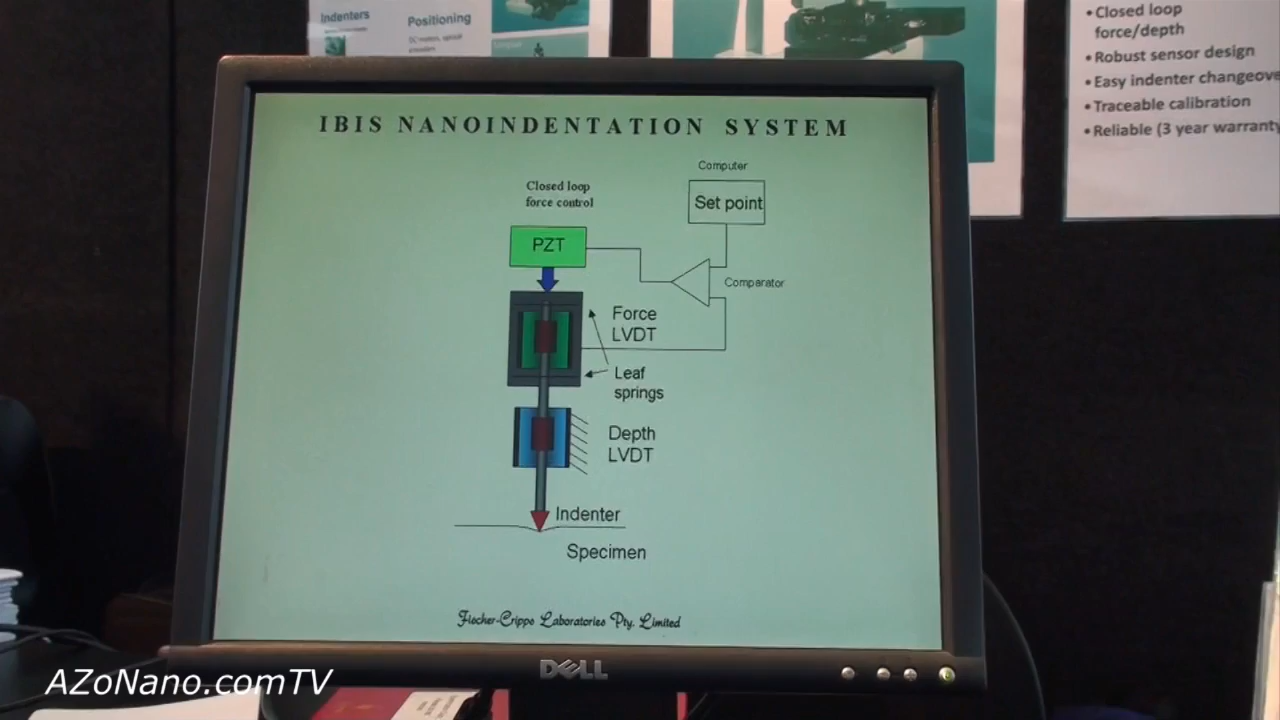 Indenters
Positioning
• Closed loop
force/depth
• Robust sensor design
• Easy indenter changeove
• Traceable calibration
• Reliable (3 year warranty
IBIS NANOINDENTATION SYSTEM
Computer
Closed loop
force control
Set point
PZT
Comparator
Force
LVDT
Leaf
springs
Depth
LVDT
Indenter
Specimen
Fischer-Cripps Laboratories Pty. Limited
DELL
AZoNano.comTV